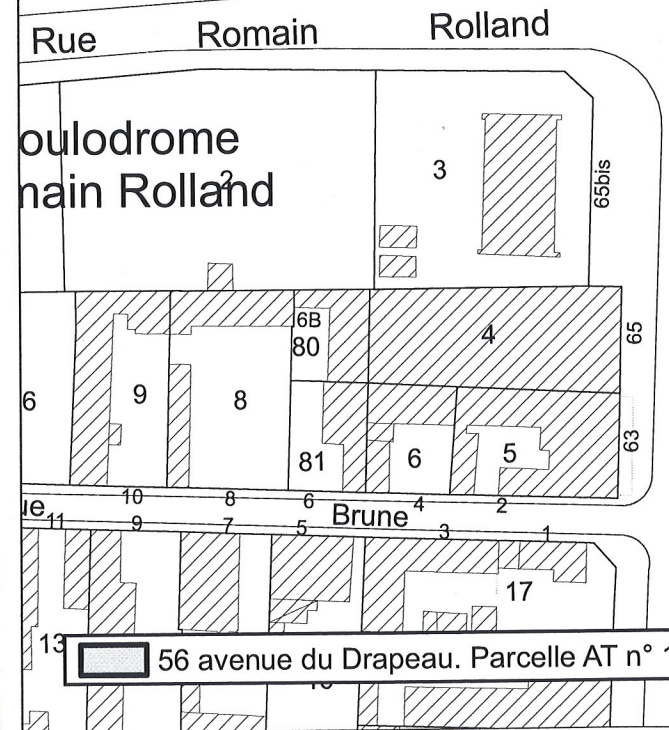 Rue Romain Rolland
oulodrome
main Rolland
2
3
65bis
6B
80
4
65
6
9
8
81
6
5
63
10 8 6 4 2
ue Brune
11 9 7 5 3 1
17
13
56 avenue du Drapeau. Parcelle AT n° 1